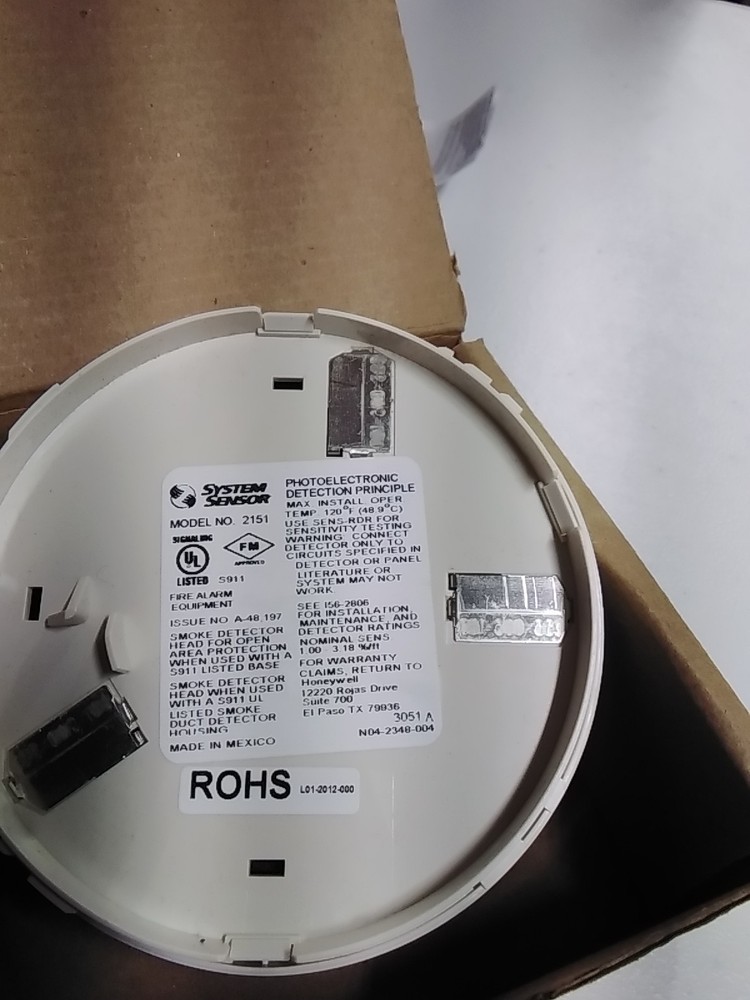 SYSTEM
SENSOR
MODEL NO. 2151
SIGNALING
UL
LISTED S911
FM
APPROVED
FIRE ALARM
EQUIPMENT
ISSUE NO A-48,197
SMOKE DETECTOR
HEAD FOR OPEN
AREA PROTECTION
WHEN USED WITH A
S911 LISTED BASE
SMOKE DETECTOR
HEAD WHEN USED
WITH A S911 UL
LISTED SMOKE
DUCT DETECTOR
HOUSING
MADE IN MEXICO
PHOTOELECTRONIC
DETECTION PRINCIPLE
MAX. INSTALL. OPER.
TEMP. 120°F (48.9°C)
USE SENS-RDR FOR
SENSITIVITY TESTING
WARNING: CONNECT
DETECTOR ONLY TO
CIRCUITS SPECIFIED IN
DETECTOR OR PANEL
LITERATURE OR
SYSTEM MAY NOT
WORK
SEE I56-2806
FOR INSTALLATION,
MAINTENANCE, AND
DETECTOR RATINGS
NOMINAL SENS
1.00 - 3.18 %/ft
FOR WARRANTY
CLAIMS, RETURN TO
Honeywell
12220 Rojas Drive
Suite 700
El Paso TX 79936
3051 A
N04-2348-004
ROHS L01-2012-000